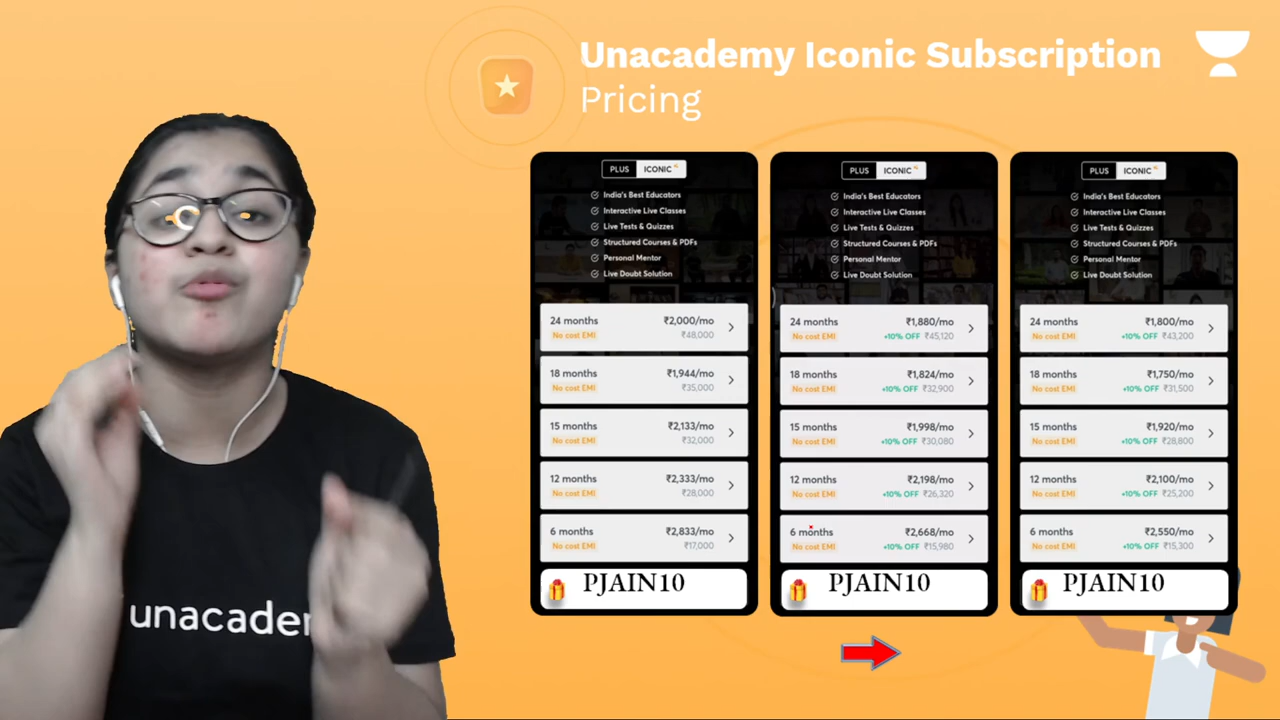 Unacademy Iconic Subscription
Pricing
PLUS ICONIC
India's Best Educators
Interactive Live Classes
Live Tests & Quizzes
Structured Courses & PDFs
Personal Mentor
Live Doubt Solution
24 months ₹2,000/mo
No cost EMI ₹48,000
18 months ₹1,944/mo
No cost EMI ₹35,000
15 months ₹2,133/mo
No cost EMI ₹32,000
12 months ₹2,333/mo
No cost EMI ₹28,000
6 months ₹2,833/mo
No cost EMI ₹17,000
PJAIN10
PLUS ICONIC
India's Best Educators
Interactive Live Classes
Live Tests & Quizzes
Structured Courses & PDFs
Personal Mentor
Live Doubt Solution
24 months ₹1,880/mo
No cost EMI +10% OFF ₹45,120
18 months ₹1,824/mo
No cost EMI +10% OFF ₹32,900
15 months ₹1,998/mo
No cost EMI +10% OFF ₹30,080
12 months ₹2,198/mo
No cost EMI +10% OFF ₹26,320
6 months ₹2,668/mo
No cost EMI +10% OFF ₹15,980
PJAIN10
PLUS ICONIC
India's Best Educators
Interactive Live Classes
Live Tests & Quizzes
Structured Courses & PDFs
Personal Mentor
Live Doubt Solution
24 months ₹1,800/mo
No cost EMI +10% OFF ₹43,200
18 months ₹1,750/mo
No cost EMI +10% OFF ₹31,500
15 months ₹1,920/mo
No cost EMI +10% OFF ₹28,800
12 months ₹2,100/mo
No cost EMI +10% OFF ₹25,200
6 months ₹2,550/mo
No cost EMI +10% OFF ₹15,300
PJAIN10
unacader